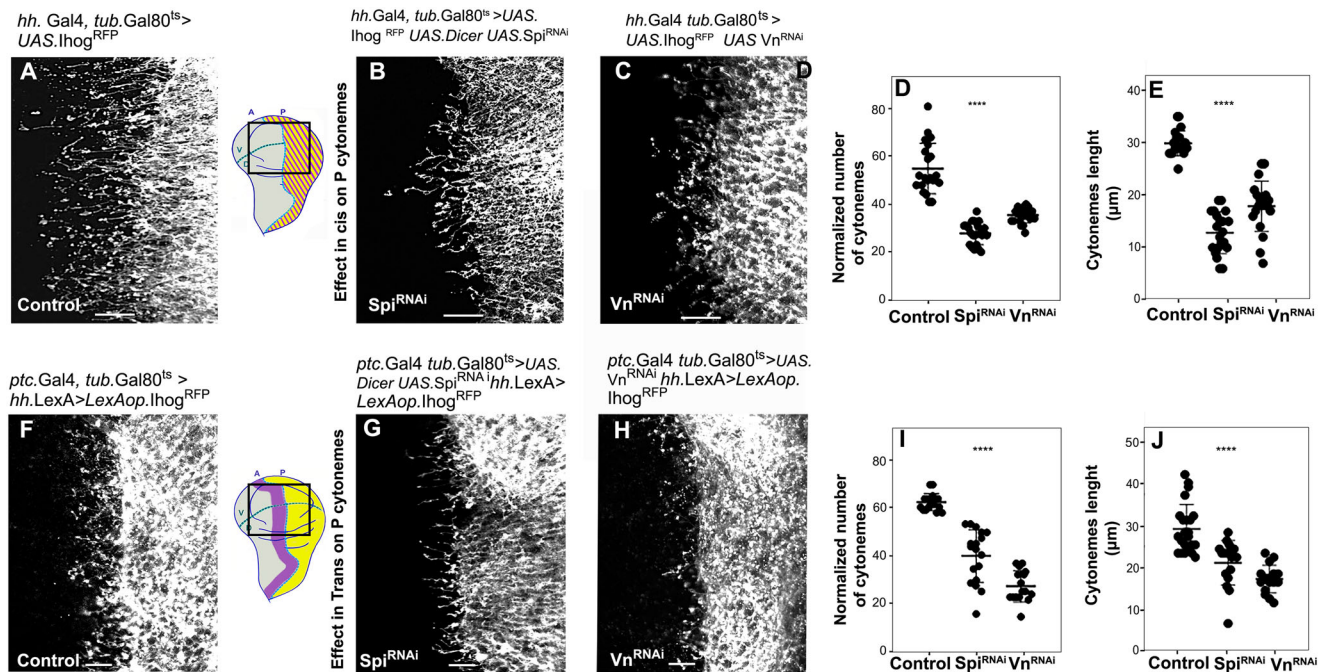 hh. Gal4, tub.Gal80ts >
UAS.IhogRFP
A
Control
A P
V
D
Effect in cis on P cytonemes
hh.Gal4, tub.Gal80ts >UAS.
Ihog RFP UAS.Dicer UAS.SpiRNAi
B
SpiRNAi
hh.Gal4 tub.Gal80ts >
UAS.IhogRFP UAS VnRNAi
C
D
VnRNAi
D
****
Normalized number
of cytonemes
80
60
40
20
0
Control SpiRNAi VnRNAi
E
****
Cytonemes lenght
(µm)
40
30
20
10
0
Control SpiRNAi VnRNAi
ptc.Gal4, tub.Gal80ts >
hh.LexA>LexAop.IhogRFP
F
Control
A P
V
D
Effect in Trans on P cytonemes
ptc.Gal4 tub.Gal80ts>UAS.
Dicer UAS.SpiRNAi hh.LexA>
LexAop.IhogRFP
G
SpiRNAi
ptc.Gal4 tub.Gal80ts>UAS.
VnRNAi hh.LexA>LexAop.
IhogRFP
H
VnRNAi
I
****
Normalized number
of cytonemes
80
60
40
20
0
Control SpiRNAi VnRNAi
J
****
Cytonemes lenght
(µm)
50
40
30
20
10
0
Control SpiRNAi VnRNAi